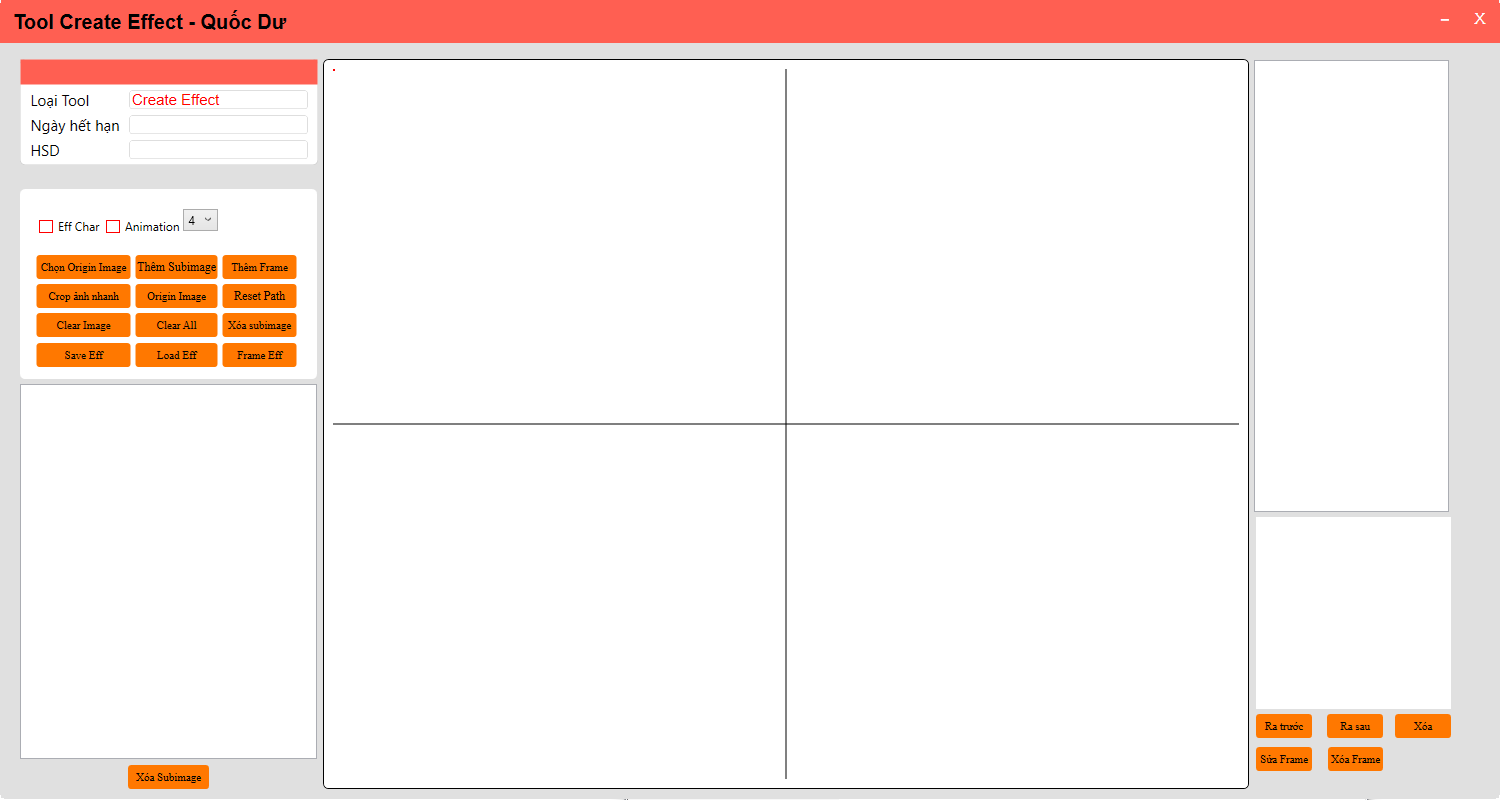 Tool Create Effect - Quốc Dư
– X
Loại Tool Create Effect
Ngày hết hạn
HSD
Eff Char Animation 4
Chọn Origin Image Thêm Subimage Thêm Frame
Crop ảnh nhanh Origin Image Reset Path
Clear Image Clear All Xóa subimage
Save Eff Load Eff Frame Eff
Xóa Subimage
Ra trước Ra sau Xóa
Sửa Frame Xóa Frame